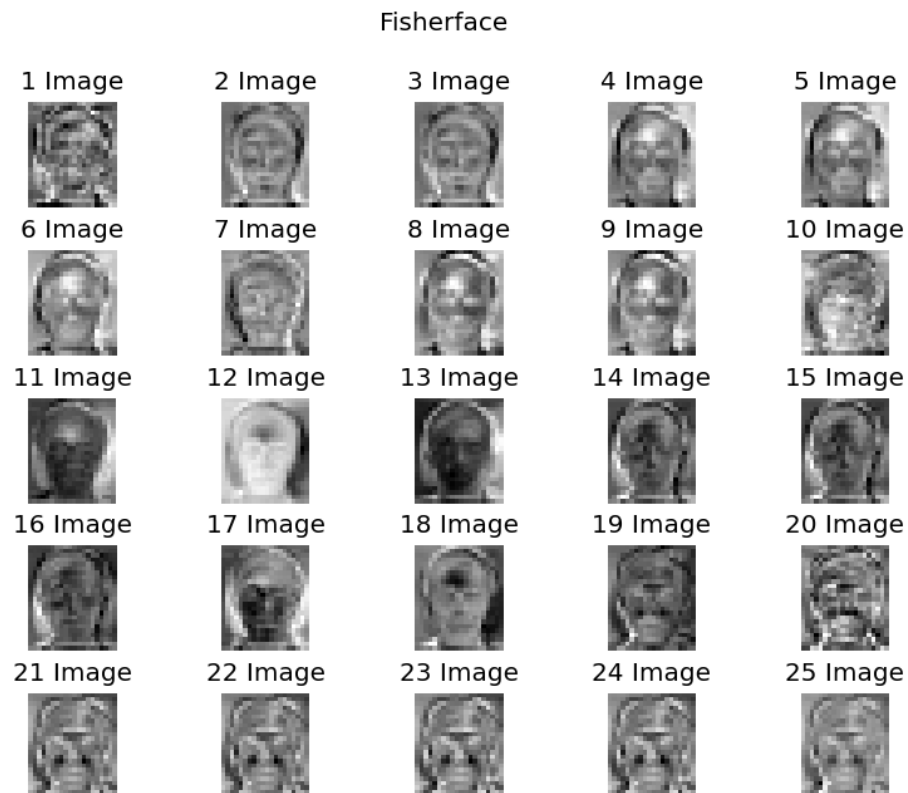 Fisherface
1 Image 2 Image 3 Image 4 Image 5 Image
6 Image 7 Image 8 Image 9 Image 10 Image
11 Image 12 Image 13 Image 14 Image 15 Image
16 Image 17 Image 18 Image 19 Image 20 Image
21 Image 22 Image 23 Image 24 Image 25 Image